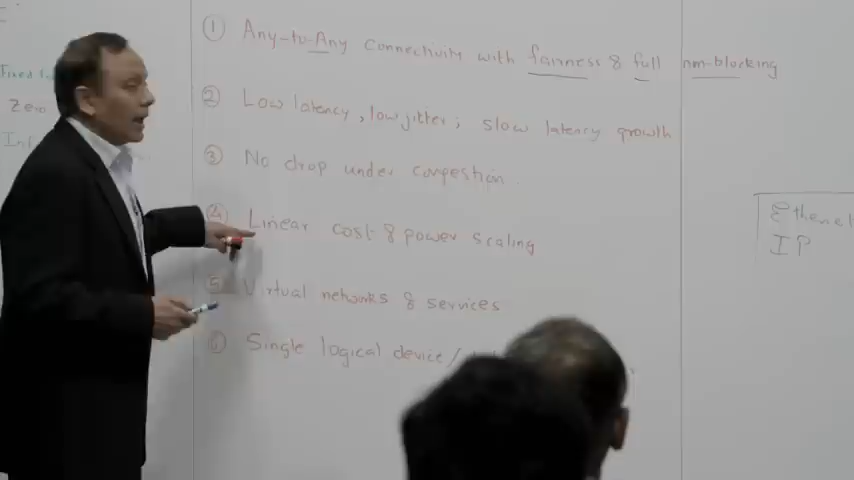 Fixed
Zero
① Any-to-Any connectivity with fairness & full non-blocking
② Low latency, low jitter; slow latency growth
③ No drop under congestion.
④ Linear cost & power scaling
⑤ Virtual networks & services
⑥ Single logical device/
Ethernet
IP